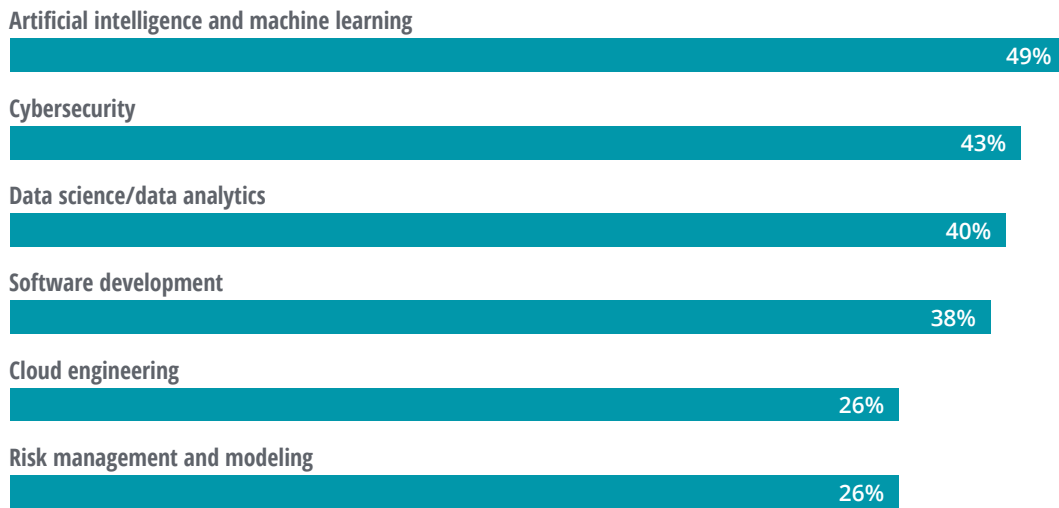 Artificial intelligence and machine learning
49%
Cybersecurity
43%
Data science/data analytics
40%
Software development
38%
Cloud engineering
26%
Risk management and modeling
26%